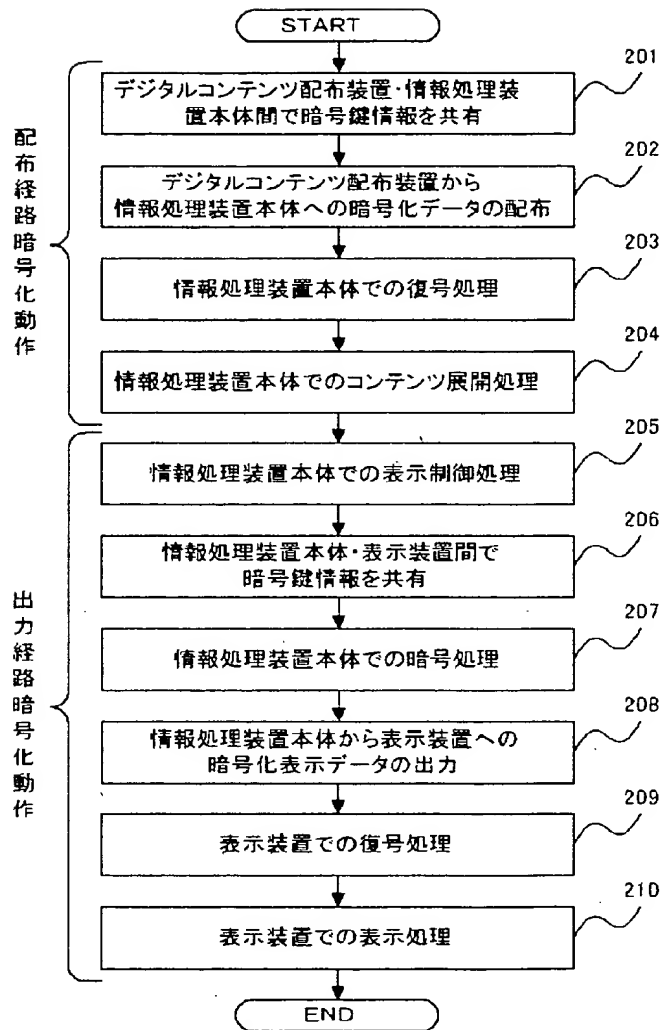 START
201
デジタルコンテンツ配布装置・情報処理装
置本体間で暗号鍵情報を共有
202
デジタルコンテンツ配布装置から
情報処理装置本体への暗号化データの配布
203
情報処理装置本体での復号処理
204
情報処理装置本体でのコンテンツ展開処理
配布経路暗号化動作
205
情報処理装置本体での表示制御処理
206
情報処理装置本体・表示装置間で
暗号鍵情報を共有
207
情報処理装置本体での暗号処理
208
情報処理装置本体から表示装置への
暗号化表示データの出力
209
表示装置での復号処理
210
表示装置での表示処理
出力経路暗号化動作
END